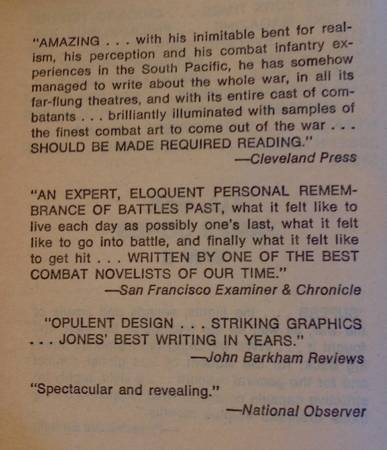 "AMAZING . . . with his inimitable bent for real-
ism, his perception and his combat infantry ex-
periences in the South Pacific, he has somehow
managed to write about the whole war, in all its
far-flung theatres, and with its entire cast of com-
batants . . . brilliantly illuminated with samples of
the finest combat art to come out of the war . . .
SHOULD BE MADE REQUIRED READING."
—Cleveland Press
"AN EXPERT, ELOQUENT PERSONAL REMEM-
BRANCE OF BATTLES PAST, what it felt like to
live each day as possibly one's last, what it felt
like to go into battle, and finally what it felt like
to get hit . . . WRITTEN BY ONE OF THE BEST
COMBAT NOVELISTS OF OUR TIME."
—San Francisco Examiner & Chronicle
"OPULENT DESIGN . . . STRIKING GRAPHICS
. . . JONES' BEST WRITING IN YEARS."
—John Barkham Reviews
"Spectacular and revealing."
—National Observer